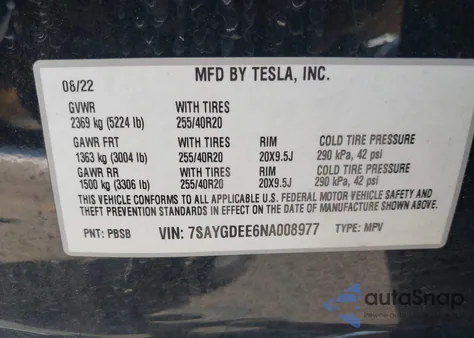 MFD BY TESLA, INC.
08/22
GVWR WITH TIRES
2369 kg (5224 lb) 255/40R20
GAWR FRT WITH TIRES RIM COLD TIRE PRESSURE
1363 kg (3004 lb) 255/40R20 20X9.5J 290 kPa, 42 psi
GAWR RR WITH TIRES RIM COLD TIRE PRESSURE
1500 kg (3306 lb) 255/40R20 20X9.5J 290 kPa, 42 psi
THIS VEHICLE CONFORMS TO ALL APPLICABLE U.S. FEDERAL MOTOR VEHICLE SAFETY AND
THEFT PREVENTION STANDARDS IN EFFECT ON THE DATE OF MANUFACTURE SHOWN ABOVE.
PNT: PBSB VIN: 7SAYGDEE6NA008977 TYPE: MPV
autoSnap